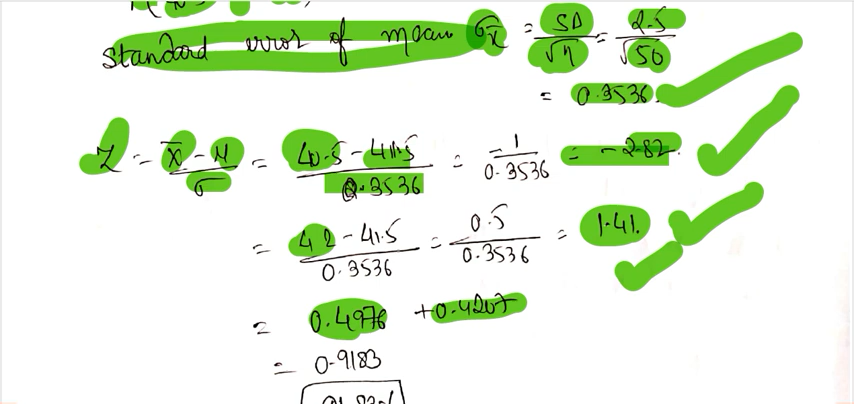 standard error of mean σx̄ = SD/√n = 2.5/√50
= 0.3536.
Z = x̄ - M/σ = 40.5 - 41.5/0.3536 = -1/0.3536 = -2.82.
= 42 - 41.5/0.3536 = 0.5/0.3536 = 1.41.
= 0.4976 + 0.4207
= 0.9183